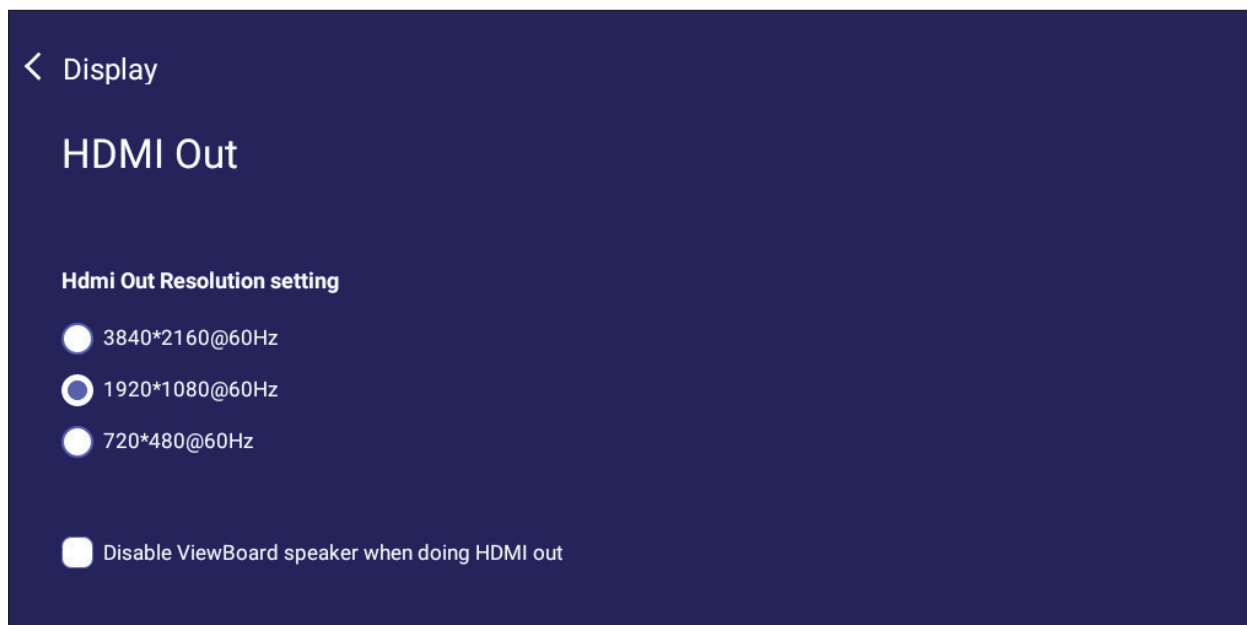 Display
HDMI Out
Hdmi Out Resolution setting
3840*2160@60Hz
1920*1080@60Hz
720*480@60Hz
Disable ViewBoard speaker when doing HDMI out